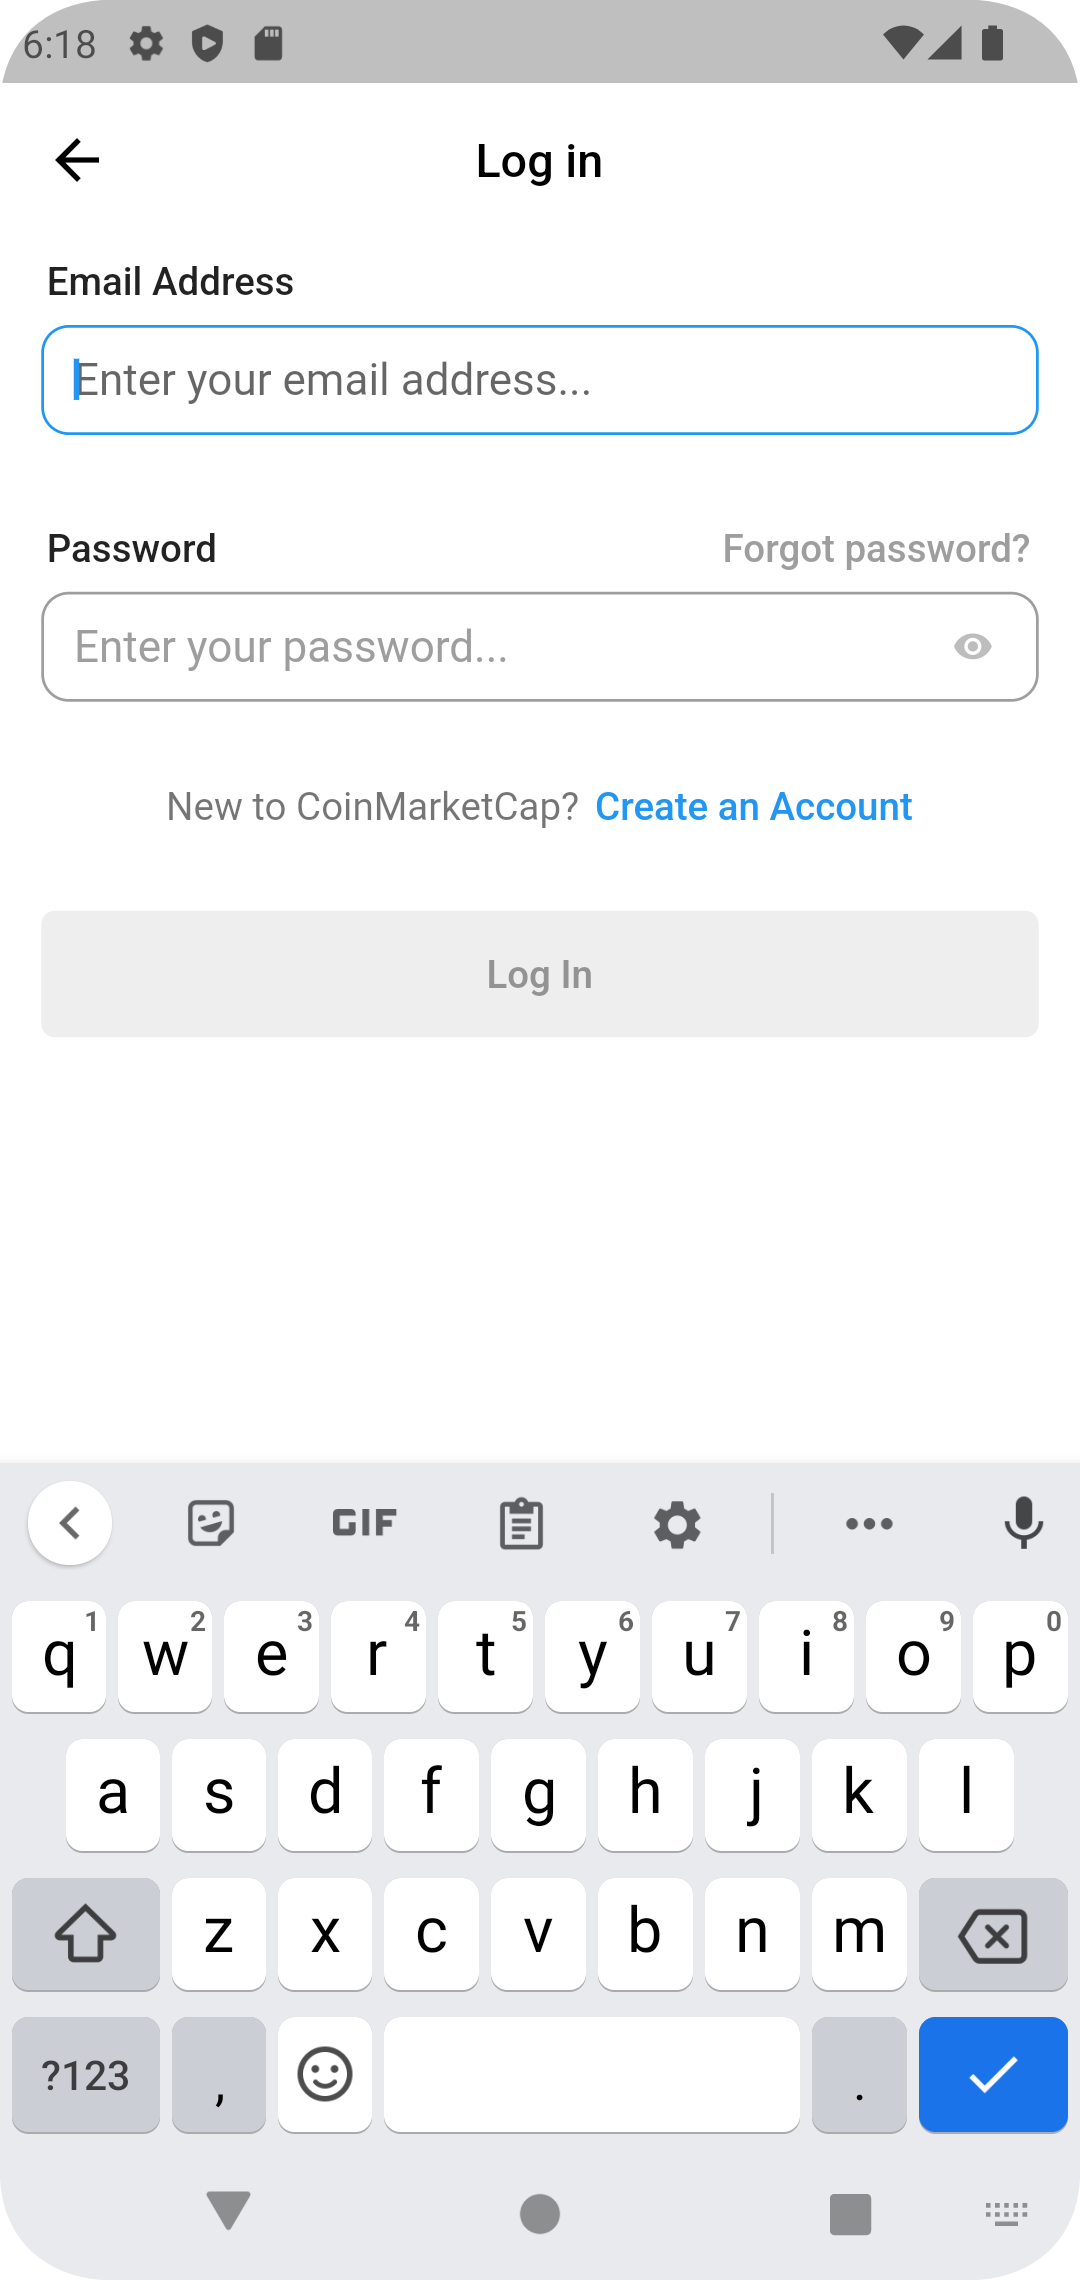 6:18
Log in
Email Address
Enter your email address...
Password Forgot password?
Enter your password...
New to CoinMarketCap? Create an Account
Log In
GIF
1 2 3 4 5 6 7 8 9 0
q w e r t y u i o p
a s d f g h j k l
z x c v b n m
?123 , .